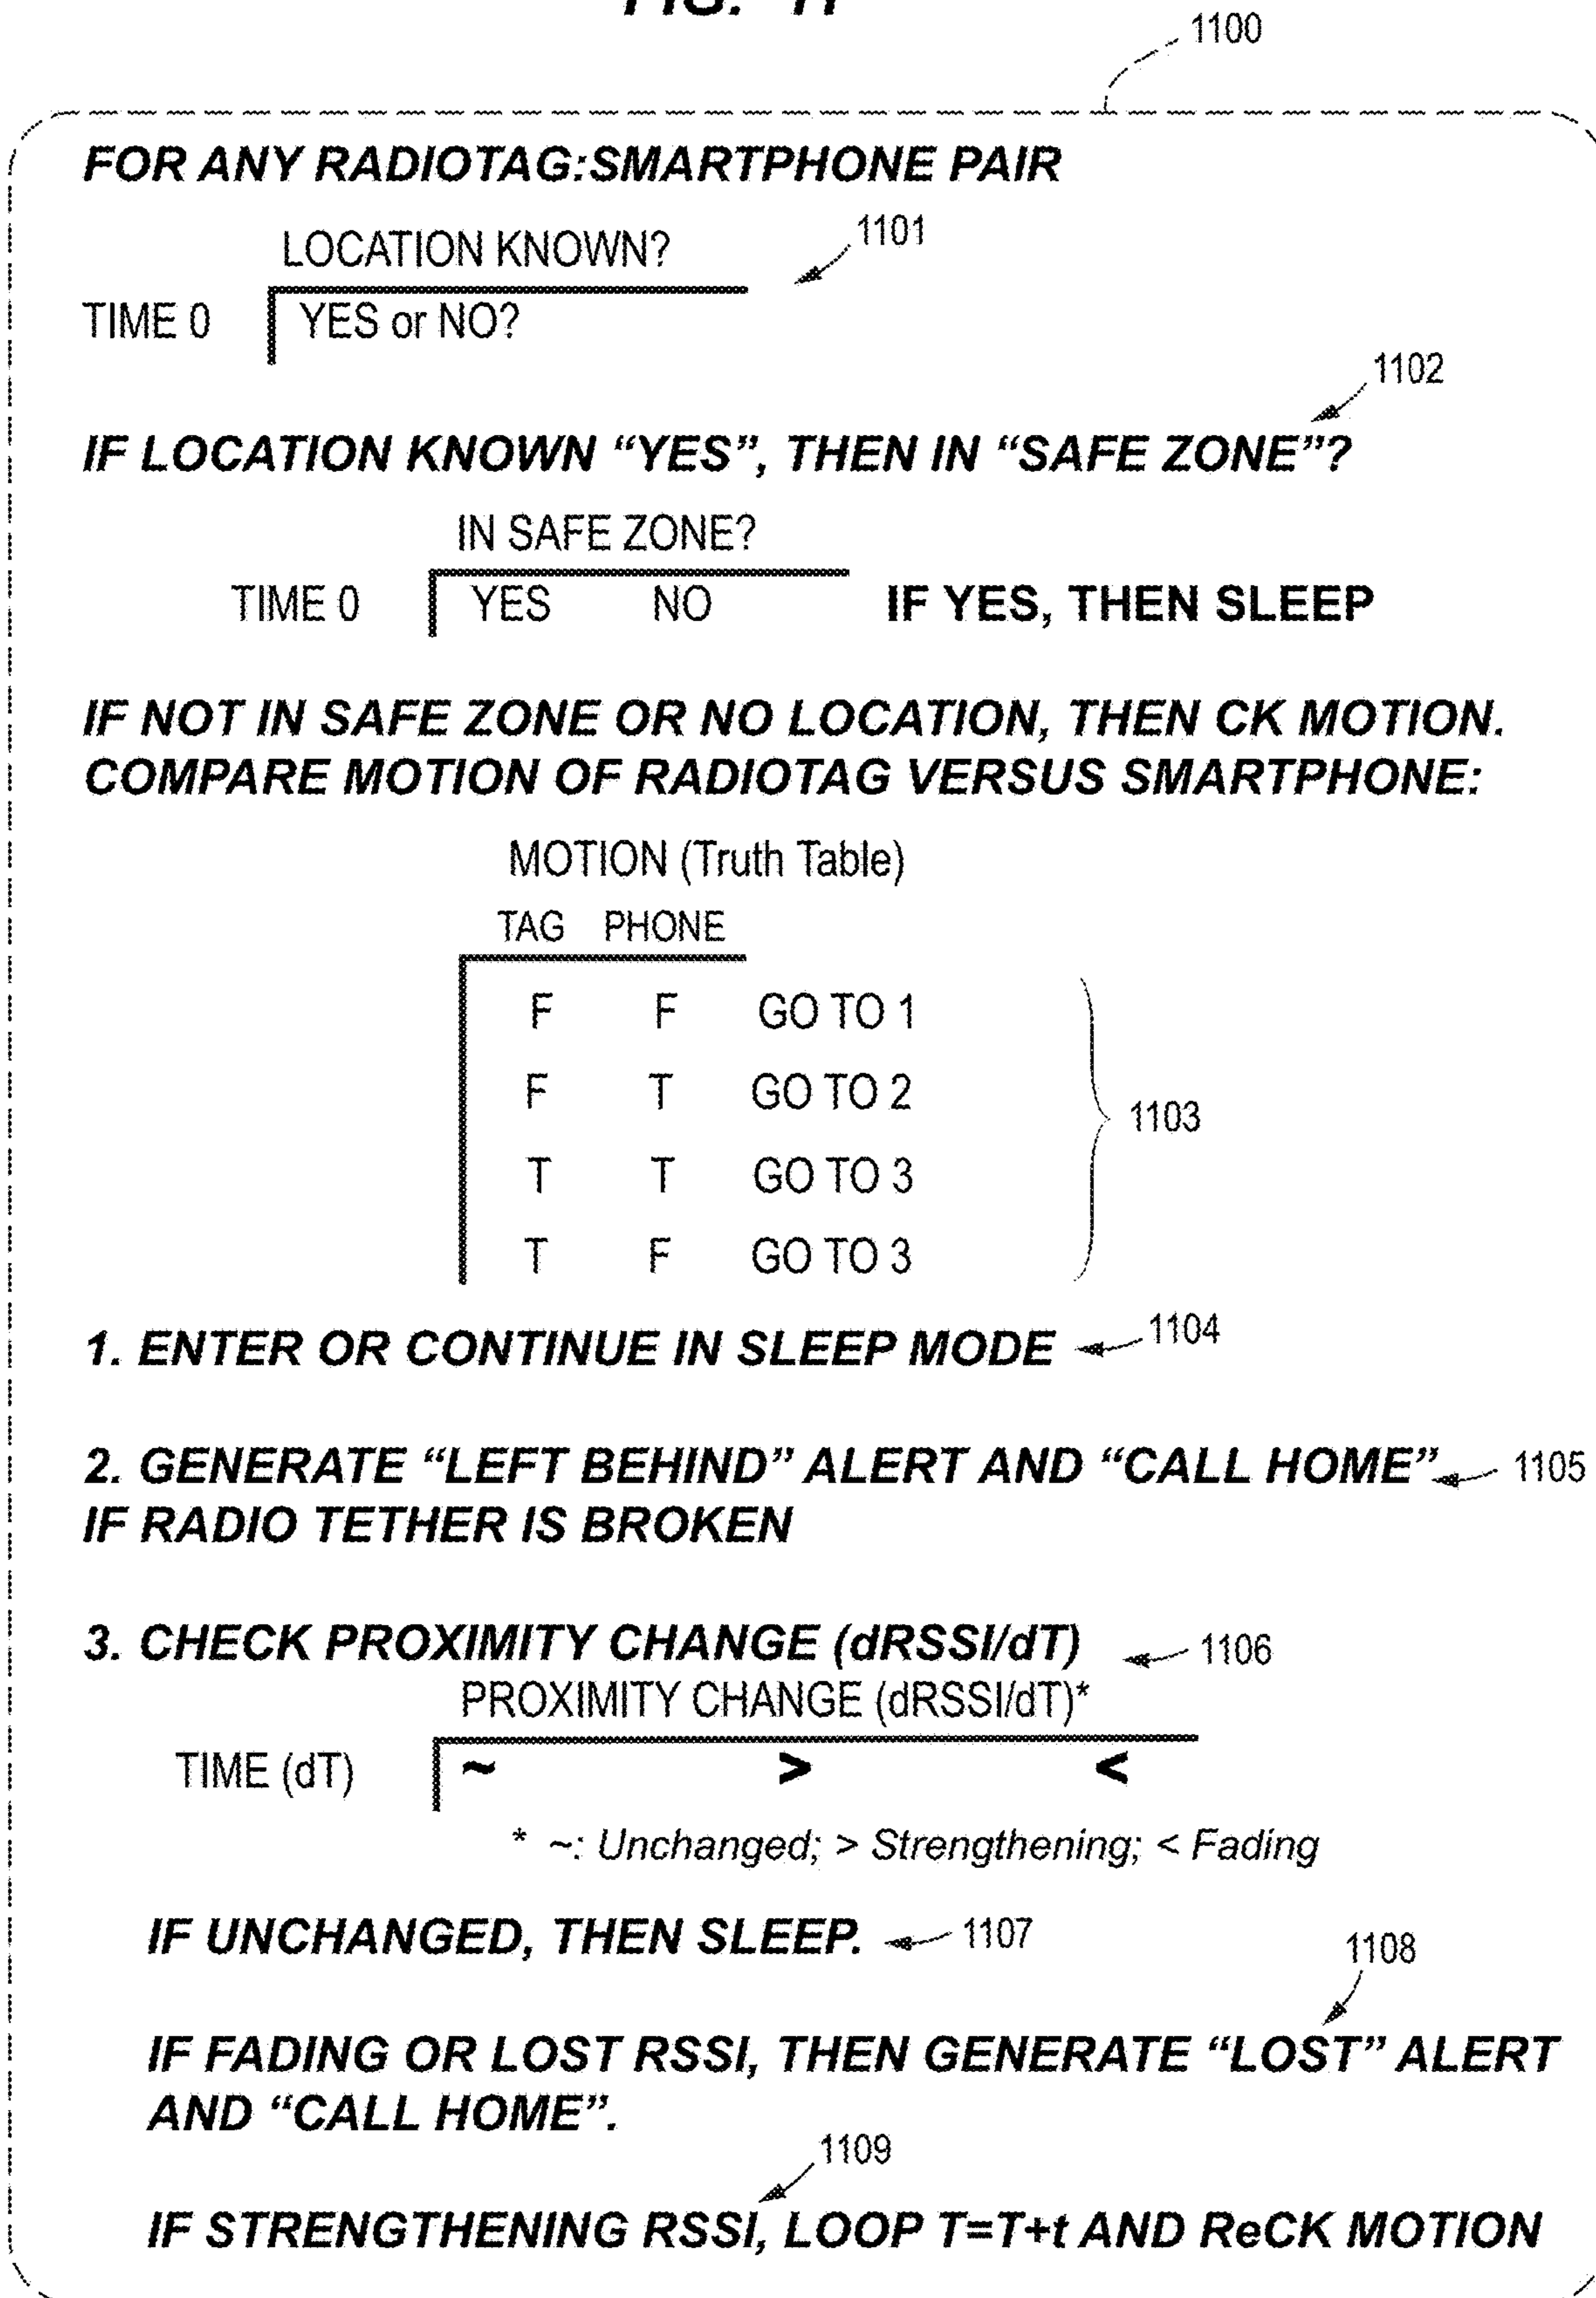 FIG. 11
1100
FOR ANY RADIOTAG:SMARTPHONE PAIR
LOCATION KNOWN?
1101
TIME 0 YES or NO?
1102
IF LOCATION KNOWN “YES”, THEN IN “SAFE ZONE”?
IN SAFE ZONE?
TIME 0 YES NO IF YES, THEN SLEEP
IF NOT IN SAFE ZONE OR NO LOCATION, THEN CK MOTION.
COMPARE MOTION OF RADIOTAG VERSUS SMARTPHONE:
MOTION (Truth Table)
TAG PHONE
F F GO TO 1
F T GO TO 2
1103
T T GO TO 3
T F GO TO 3
1. ENTER OR CONTINUE IN SLEEP MODE 1104
2. GENERATE “LEFT BEHIND” ALERT AND “CALL HOME” 1105
IF RADIO TETHER IS BROKEN
3. CHECK PROXIMITY CHANGE (dRSSI/dT) 1106
PROXIMITY CHANGE (dRSSI/dT)*
TIME (dT) ~ > <
* ~: Unchanged; > Strengthening; < Fading
IF UNCHANGED, THEN SLEEP. 1107
1108
IF FADING OR LOST RSSI, THEN GENERATE “LOST” ALERT
AND “CALL HOME”.
1109
IF STRENGTHENING RSSI, LOOP T=T+t AND ReCK MOTION